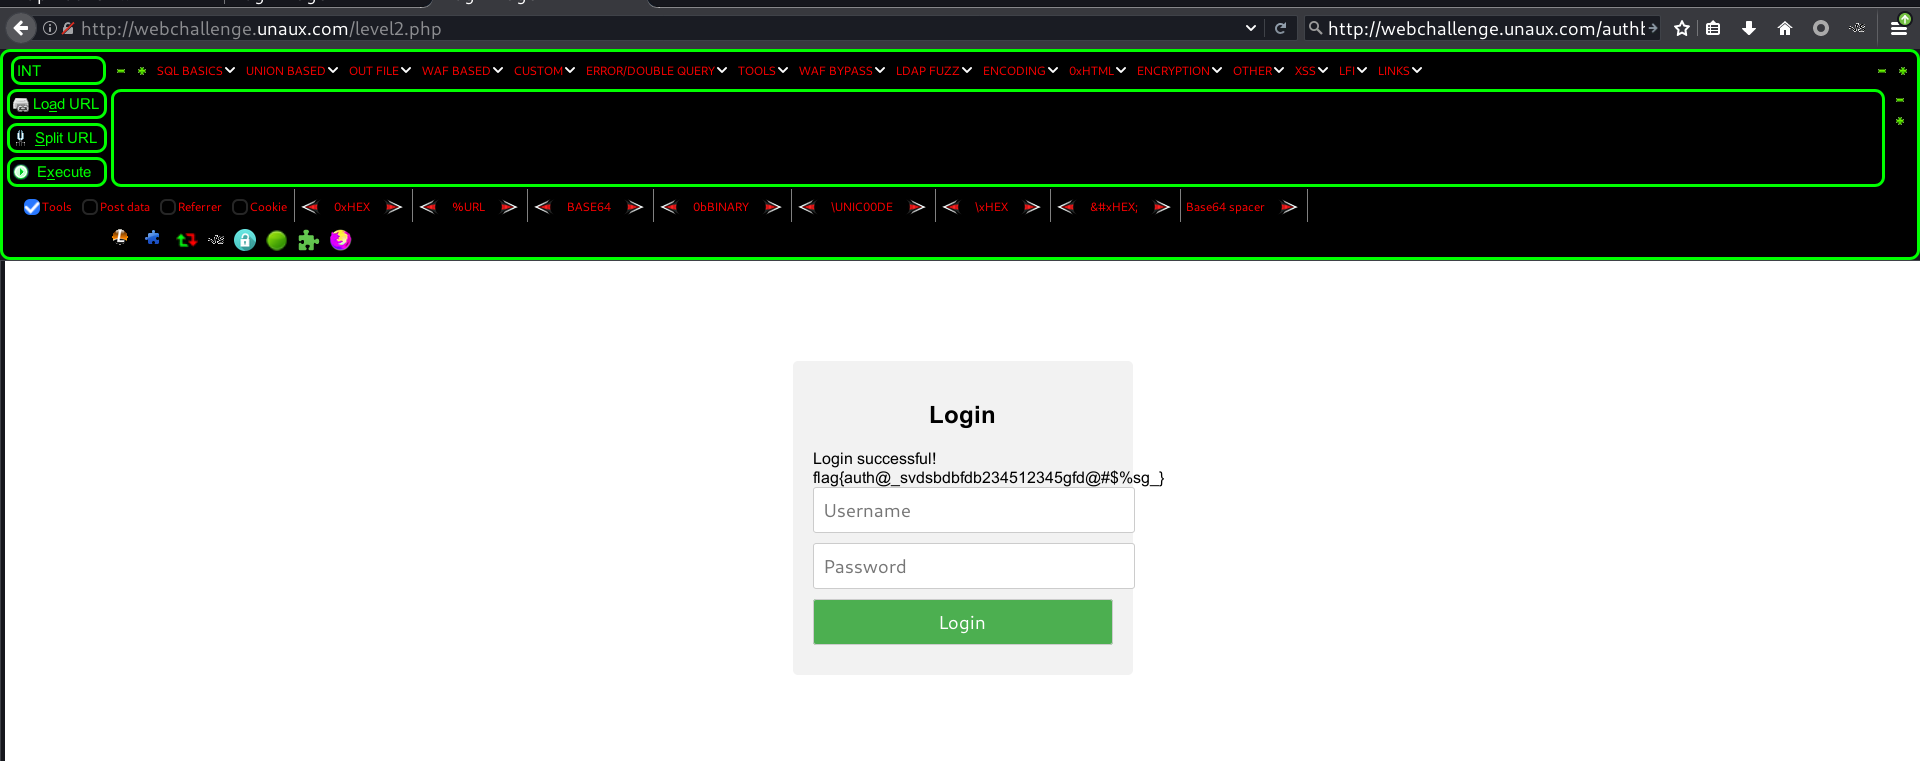 http://webchallenge.unaux.com/level2.php
http://webchallenge.unaux.com/authb
INT
SQL BASICS UNION BASED OUT FILE WAF BASED CUSTOM ERROR/DOUBLE QUERY TOOLS WAF BYPASS LDAP FUZZ ENCODING 0xHTML ENCRYPTION OTHER XSS LFI LINKS
Load URL
Split URL
Execute
Tools Post data Referrer Cookie 0xHEX %URL BASE64 0bBINARY \UNIC00DE \xHEX &#xHEX; Base64 spacer
Login
Login successful!
flag{auth@_svdsbdbfdb234512345gfd@#$%sg_}
Username
Password
Login